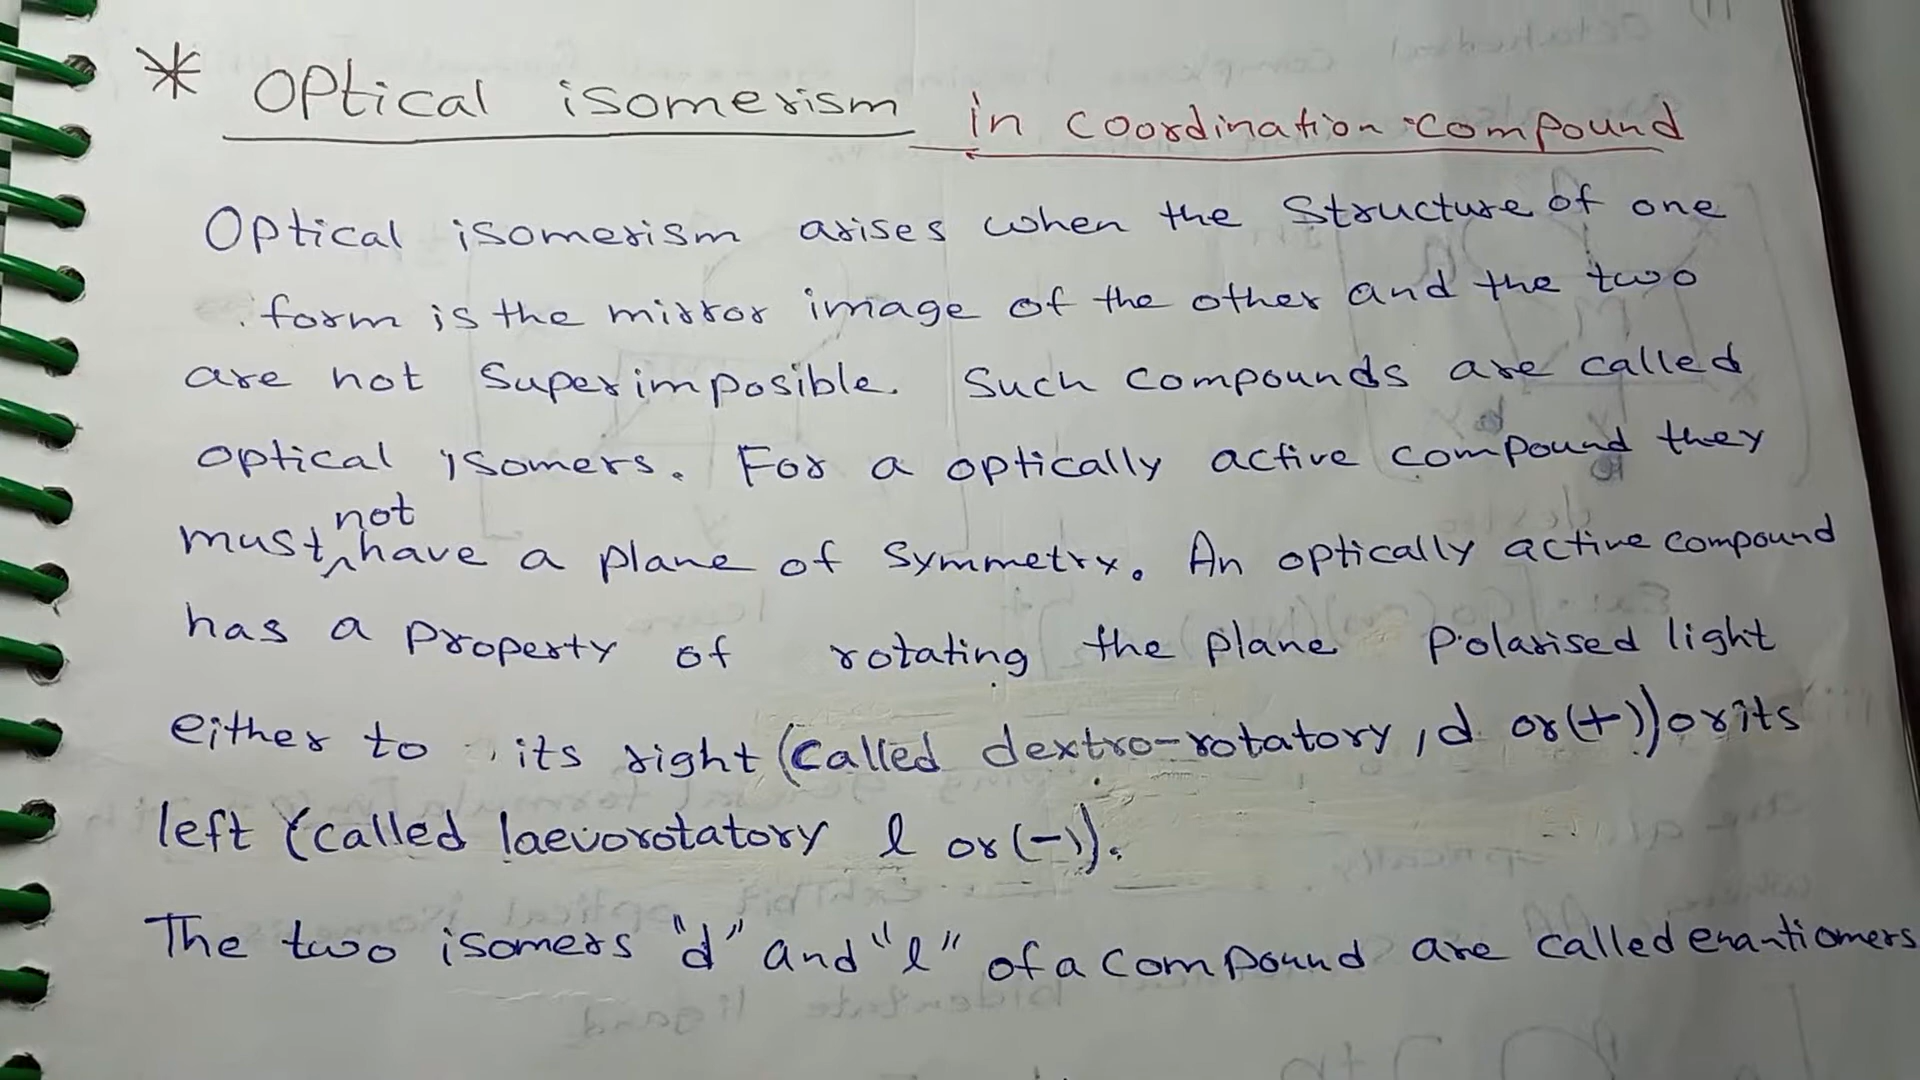 * Optical isomerism in coordination compound
Optical isomerism arises when the structure of one
form is the mirror image of the other and the two
are not superimposible. Such compounds are called
optical isomers. For a optically active compound they
must not have a plane of symmetry. An optically active compound
has a property of rotating the plane polarised light
either to its right (called dextro-rotatory, d or (+)) or its
left (called laevorotatory l or (-)).
The two isomers "d" and "l" of a compound are called enantiomers